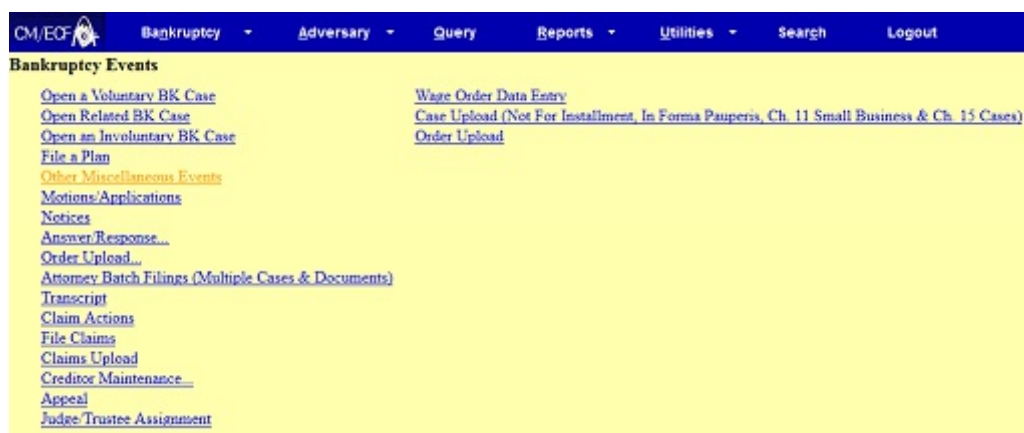 CM/ECF Bankruptcy Adversary Query Reports Utilities Search Logout
Bankruptcy Events
Open a Voluntary BK Case
Open Related BK Case
Open an Involuntary BK Case
File a Plan
Other Miscellaneous Events
Motions/Applications
Notices
Answer/Response...
Order Upload...
Attorney Batch Filings (Multiple Cases & Documents)
Transcript
Claim Actions
File Claims
Claims Upload
Creditor Maintenance...
Appeal
Judge/Trustee Assignment
Wage Order Data Entry
Case Upload (Not For Installment, In Forma Pauperis, Ch. 11 Small Business & Ch. 15 Cases)
Order Upload